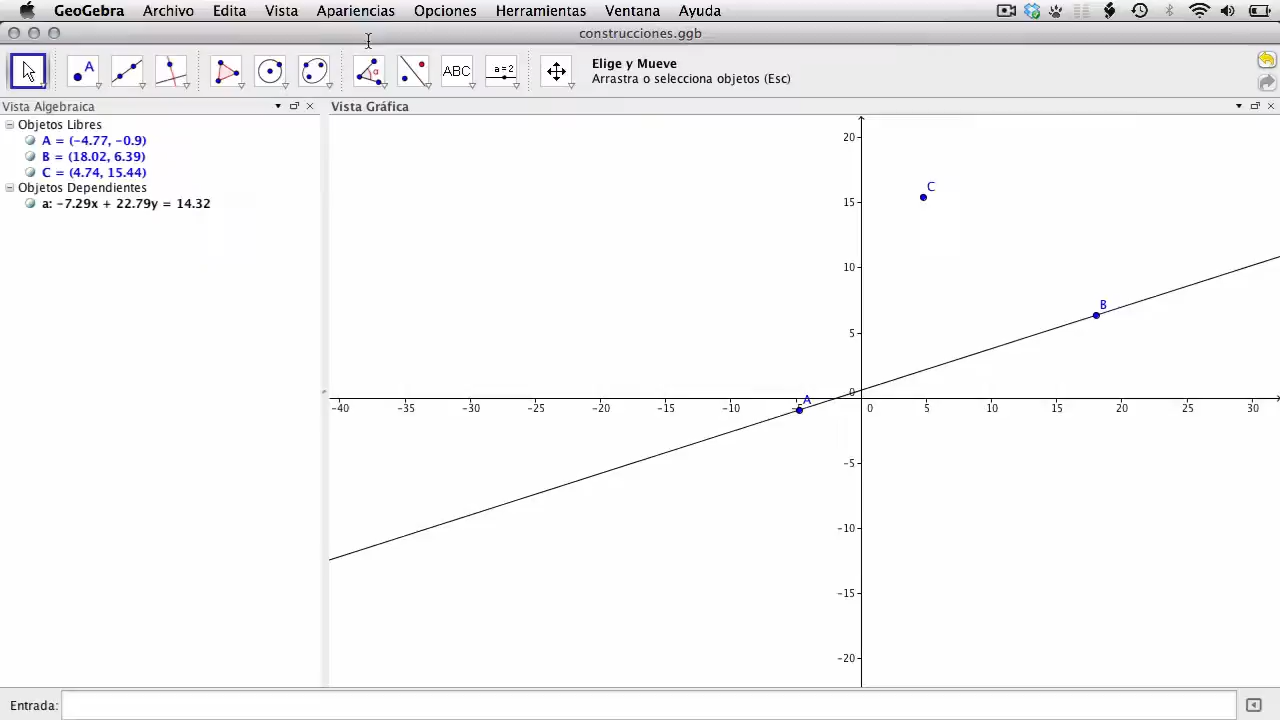 GeoGebra Archivo Edita Vista Apariencias Opciones Herramientas Ventana Ayuda
construcciones.ggb
A
α
ABC
a=2
Elige y Mueve
Arrastra o selecciona objetos (Esc)
Vista Algebraica
Vista Gráfica
Objetos Libres
A = (-4.77, -0.9)
B = (18.02, 6.39)
C = (4.74, 15.44)
Objetos Dependientes
a: -7.29x + 22.79y = 14.32
20
C
15
10
B
5
0
A
-40 -35 -30 -25 -20 -15 -10 -5 0 5 10 15 20 25 30
-5
-10
-15
-20
Entrada: